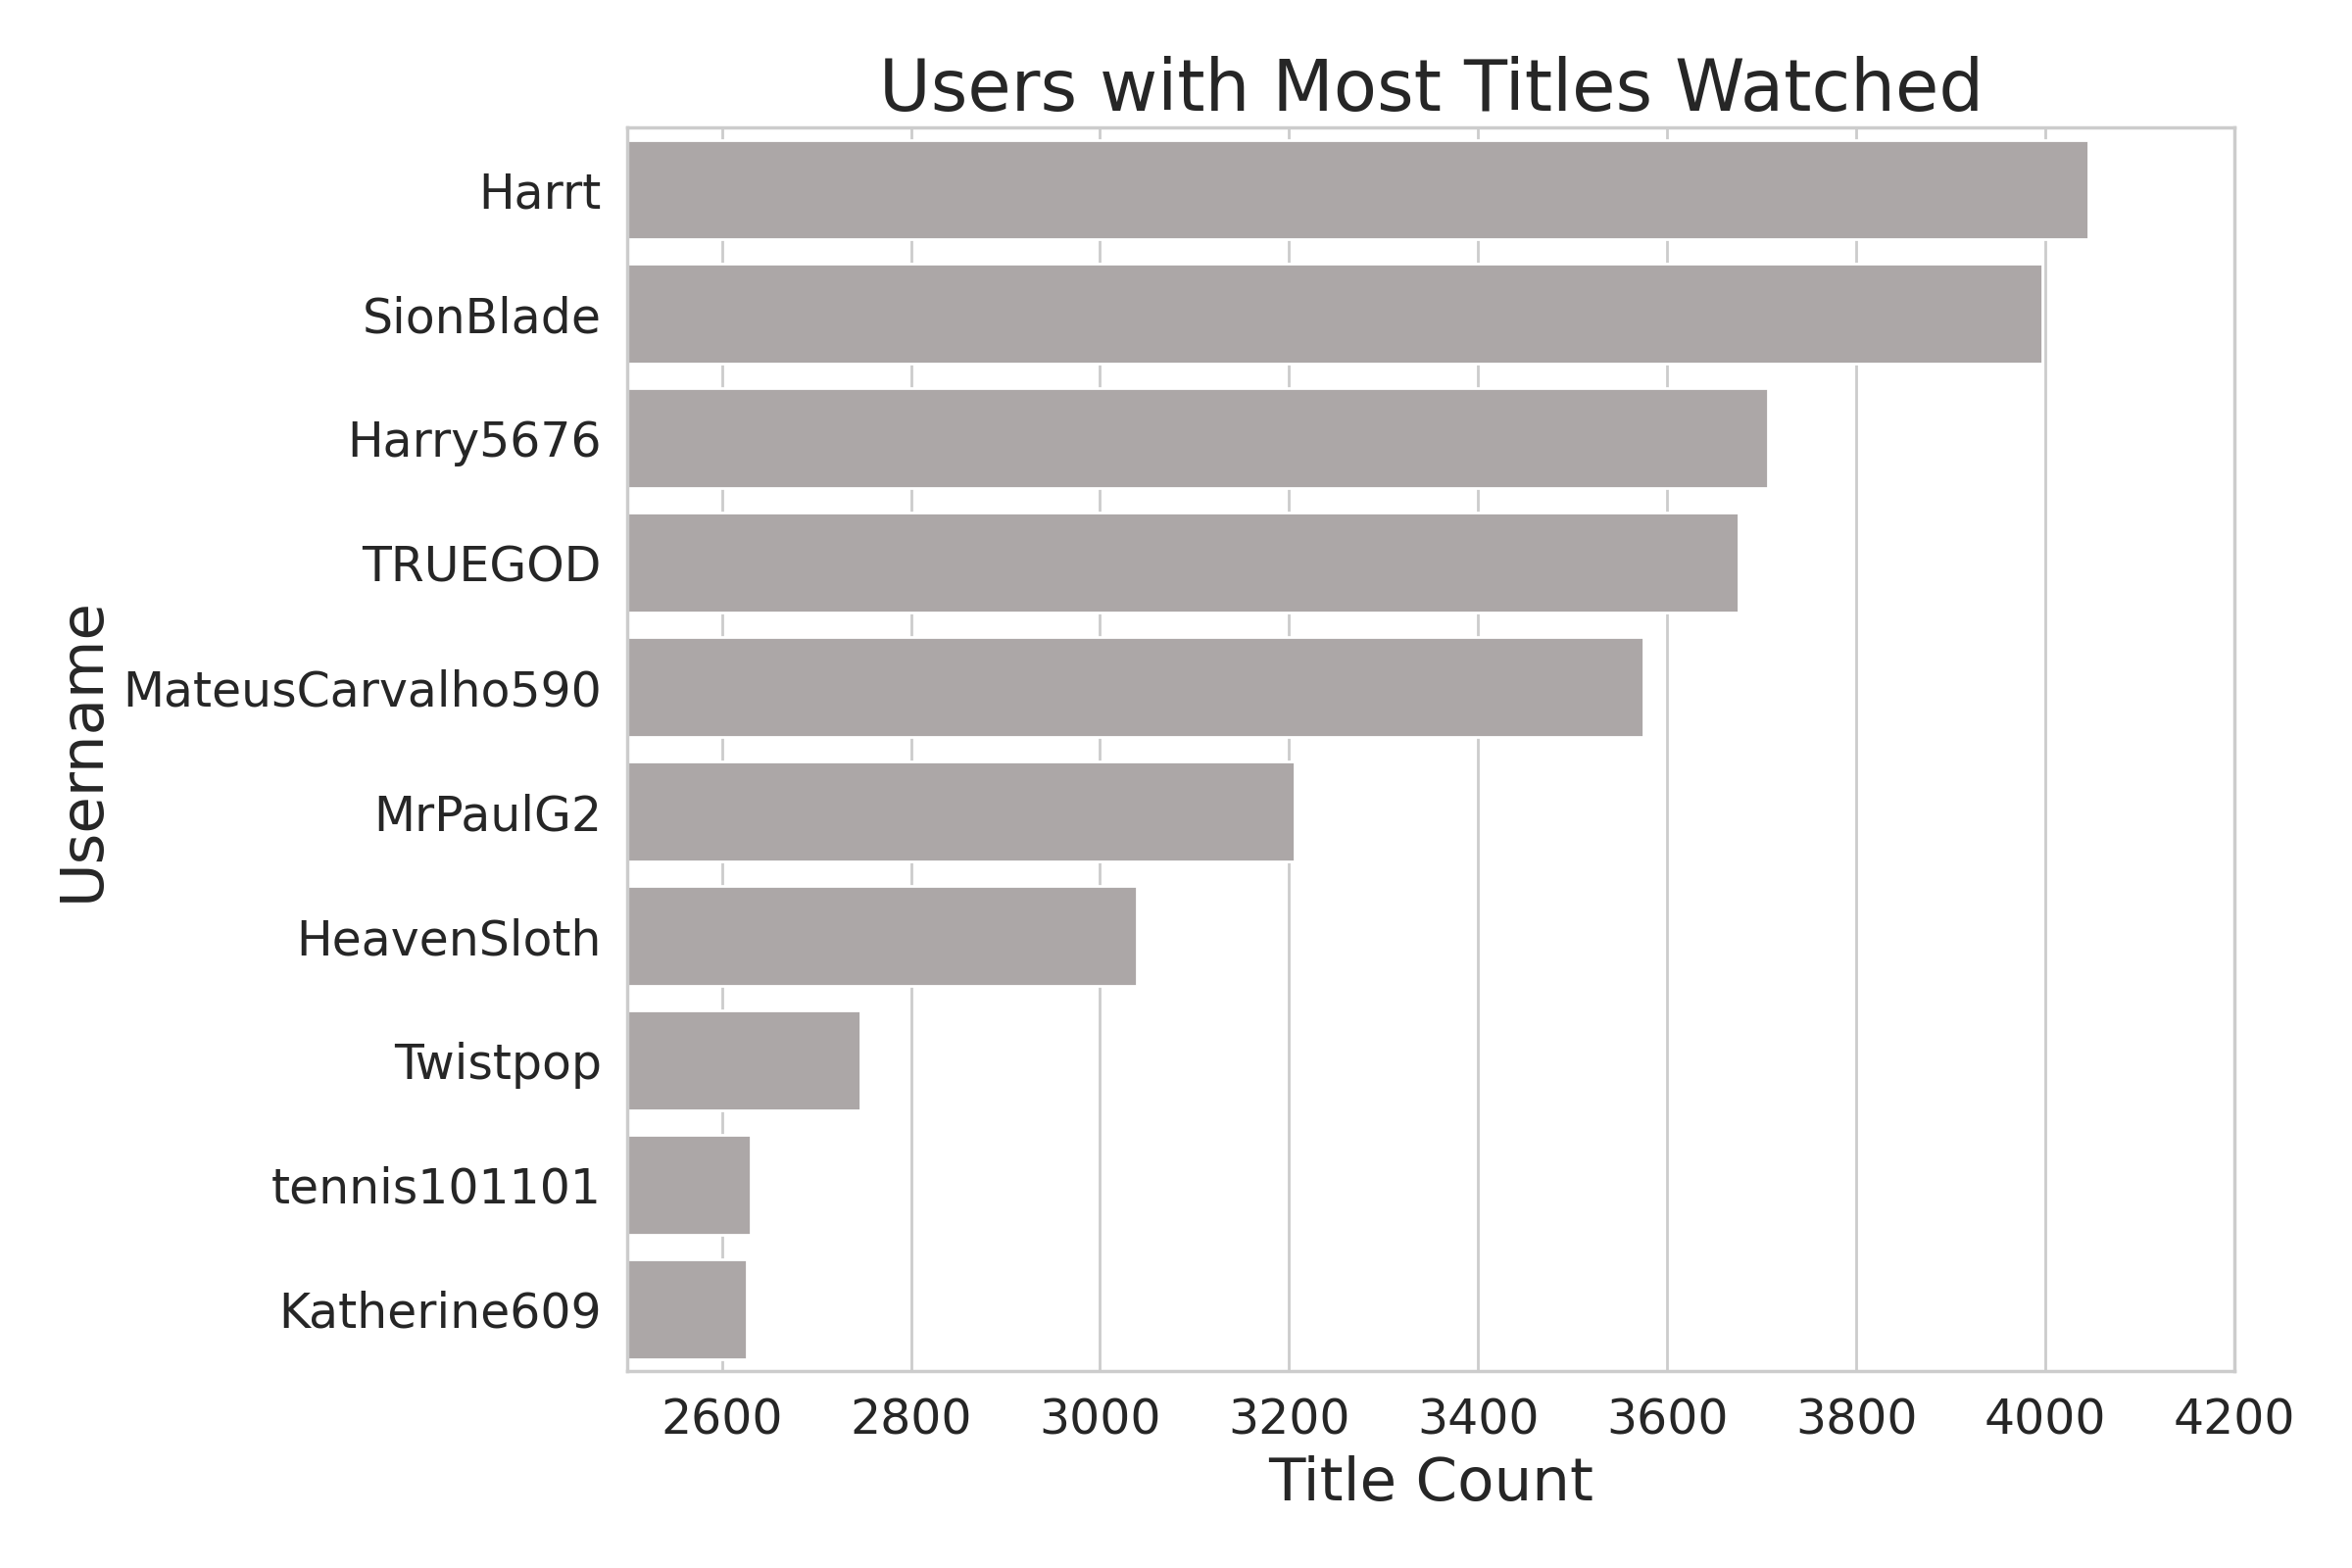 Users with Most Titles Watched
Harrt
SionBlade
Harry5676
TRUEGOD
MateusCarvalho590
MrPaulG2
HeavenSloth
Twistpop
tennis101101
Katherine609
Username
2600 2800 3000 3200 3400 3600 3800 4000 4200
Title Count